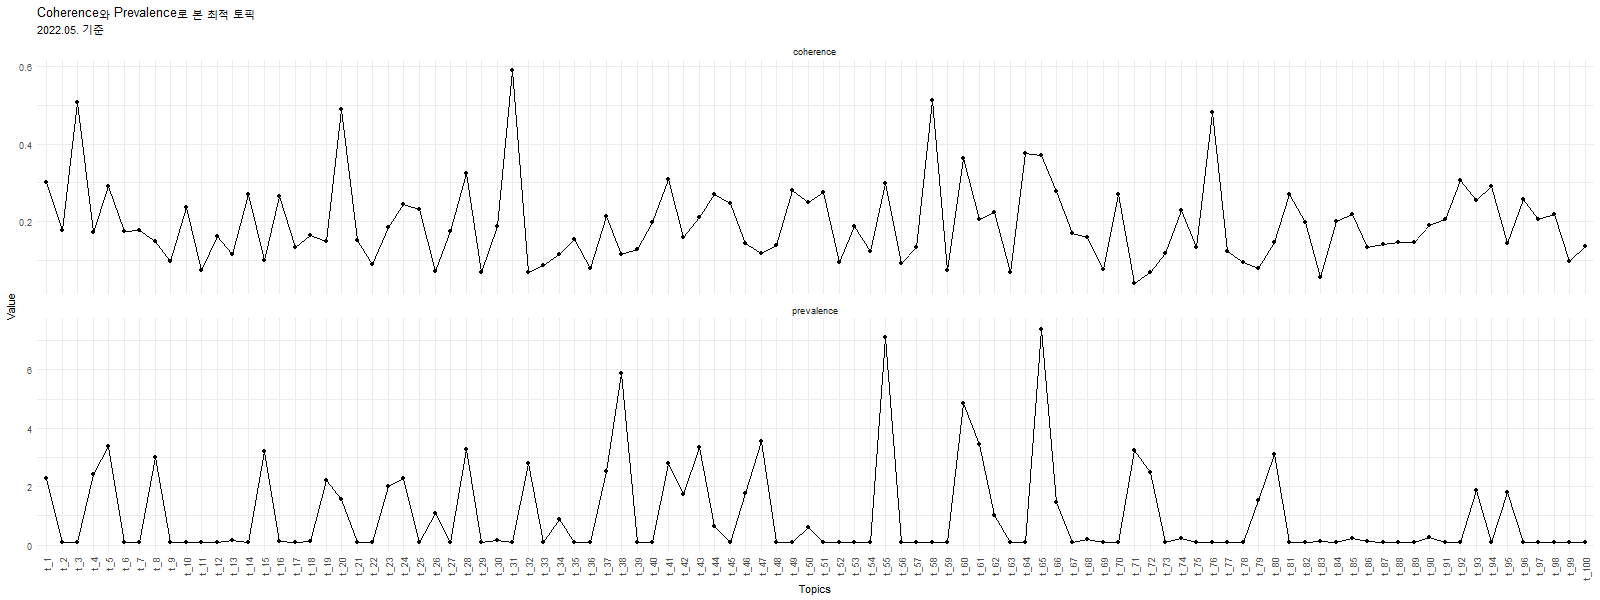 Coherence와 Prevalence로 본 최적 토픽
2022.05. 기준
coherence
0.6
0.4
0.2
prevalence
6
4
2
0
Value
t_1 t_2 t_3 t_4 t_5 t_6 t_7 t_8 t_9 t_10 t_11 t_12 t_13 t_14 t_15 t_16 t_17 t_18 t_19 t_20 t_21 t_22 t_23 t_24 t_25 t_26 t_27 t_28 t_29 t_30 t_31 t_32 t_33 t_34 t_35 t_36 t_37 t_38 t_39 t_40 t_41 t_42 t_43 t_44 t_45 t_46 t_47 t_48 t_49 t_50 t_51 t_52 t_53 t_54 t_55 t_56 t_57 t_58 t_59 t_60 t_61 t_62 t_63 t_64 t_65 t_66 t_67 t_68 t_69 t_70 t_71 t_72 t_73 t_74 t_75 t_76 t_77 t_78 t_79 t_80 t_81 t_82 t_83 t_84 t_85 t_86 t_87 t_88 t_89 t_90 t_91 t_92 t_93 t_94 t_95 t_96 t_97 t_98 t_99 t_100
Topics